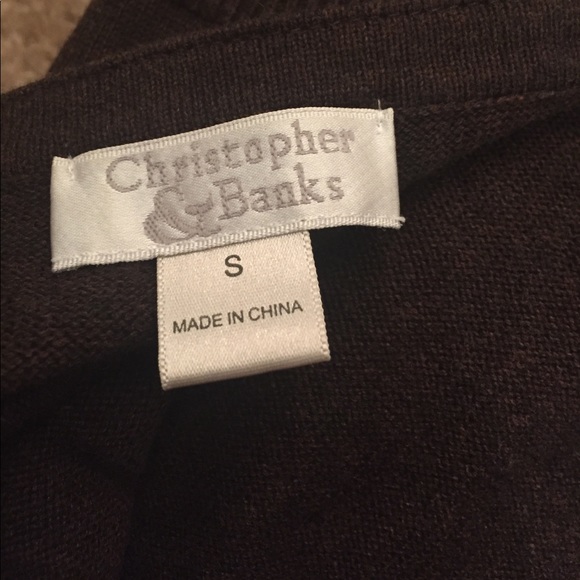 Christopher
& Banks
S
MADE IN CHINA